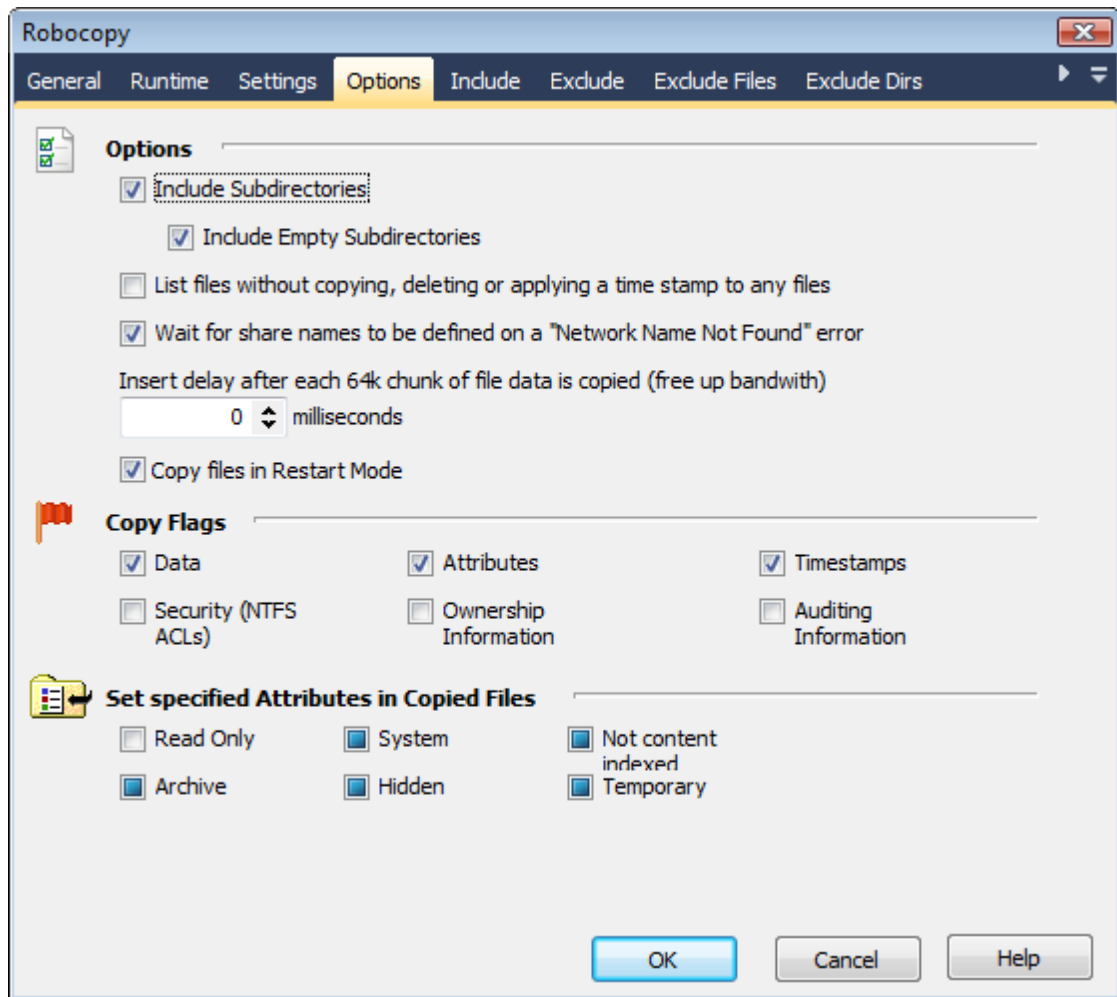 Robocopy
General Runtime Settings Options Include Exclude Exclude Files Exclude Dirs
Options
Include Subdirectories
Include Empty Subdirectories
List files without copying, deleting or applying a time stamp to any files
Wait for share names to be defined on a "Network Name Not Found" error
Insert delay after each 64k chunk of file data is copied (free up bandwith)
0 milliseconds
Copy files in Restart Mode
Copy Flags
Data Attributes Timestamps
Security (NTFS ACLs) Ownership Information Auditing Information
Set specified Attributes in Copied Files
Read Only System Not content indexed
Archive Hidden Temporary
OK Cancel Help